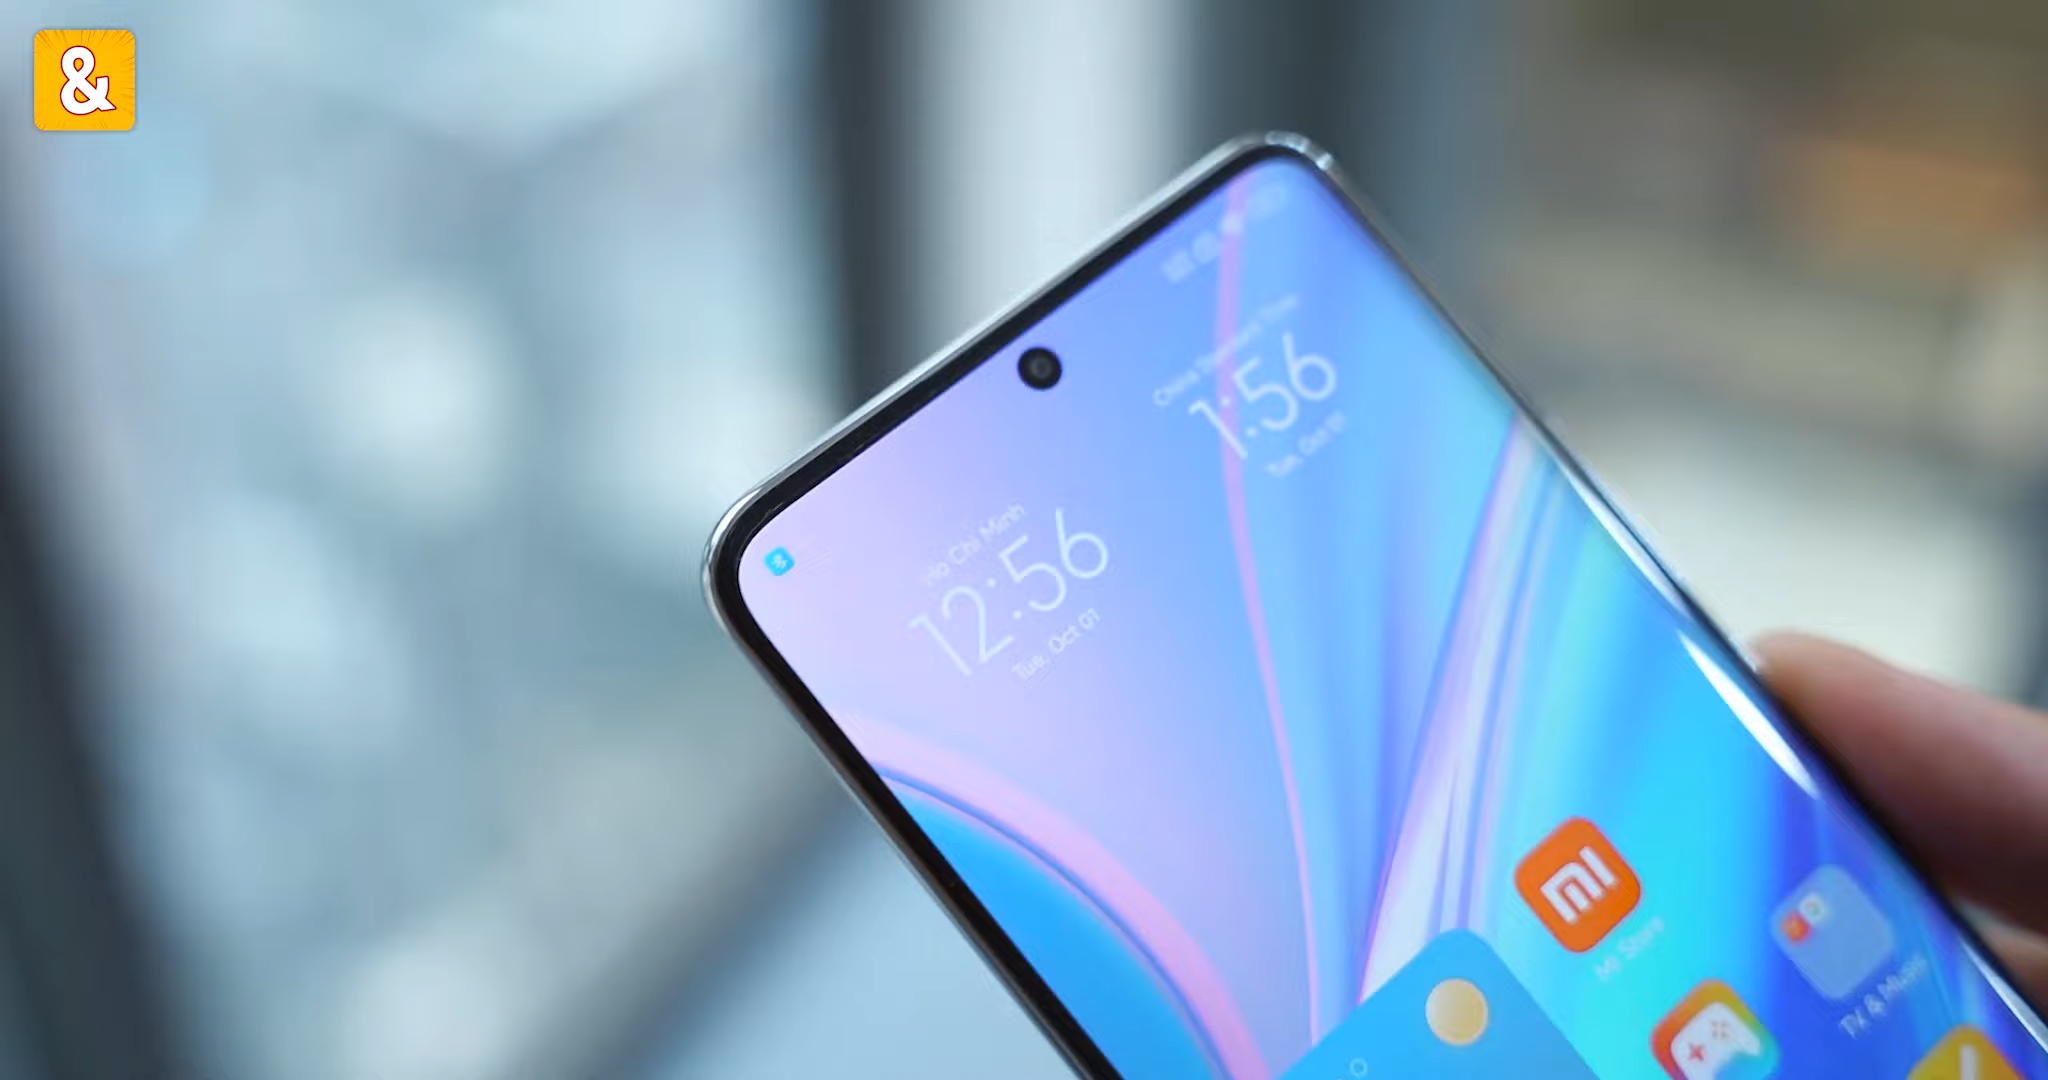 &
China Standard Time
1:56
Tue, Oct 01
Ho Chi Minh
12:56
Tue, Oct 01
mi
Mi Store
TV & Music